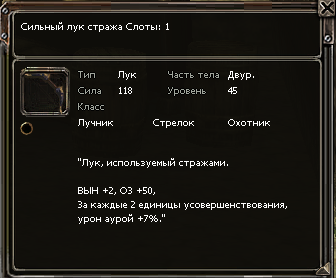 Сильный лук стража Слоты: 1
Тип Лук Часть тела Двур.
Сила 118 Уровень 45
Класс
Лучник Стрелок Охотник
"Лук, используемый стражами.
ВЫН +2, ОЗ +50,
За каждые 2 единицы усовершенствования,
урон аурой +7%."